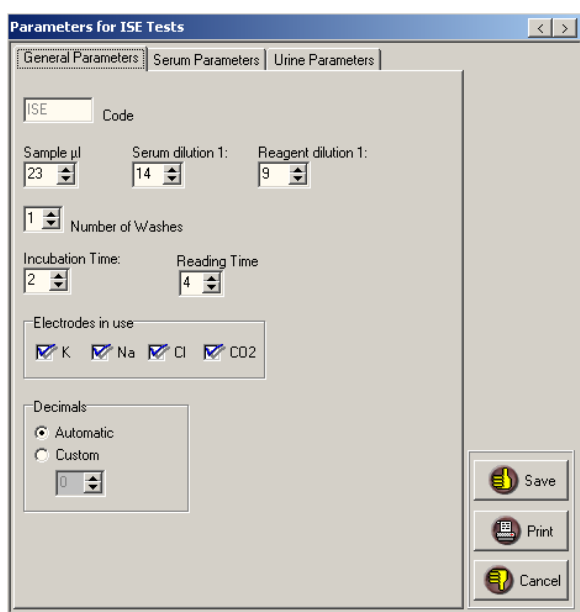 Parameters for ISE Tests
< >
General Parameters Serum Parameters Urine Parameters
ISE Code
Sample µl Serum dilution 1: Reagent dilution 1:
23 14 9
1 Number of Washes
Incubation Time: Reading Time
2 4
Electrodes in use
K Na Cl CO2
Decimals
Automatic
Custom
0
Save
Print
Cancel